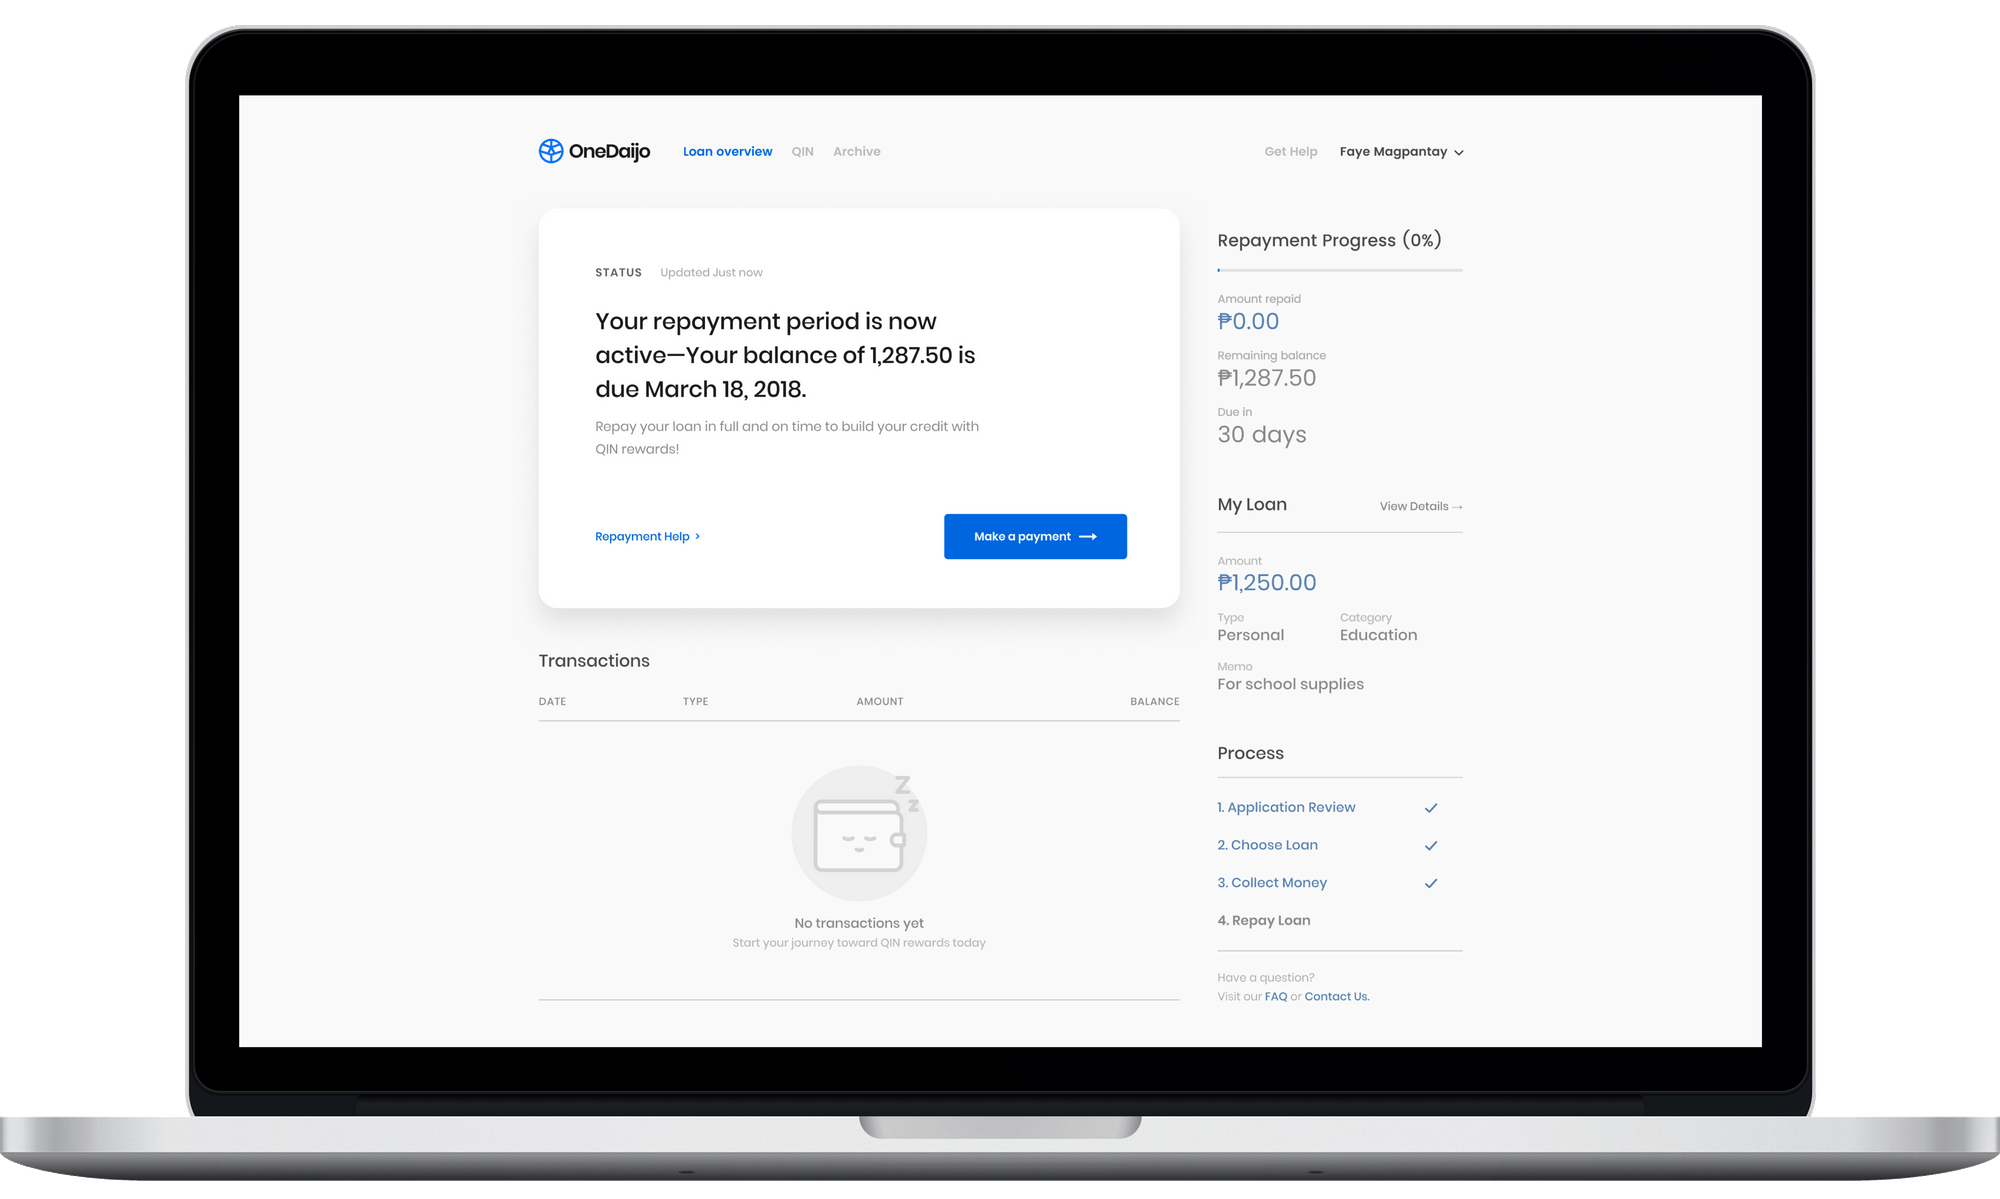 OneDaijo
Loan overview
QIN
Archive
Get Help
Faye Magpantay
STATUS
Updated Just now
Your repayment period is now
active—Your balance of 1,287.50 is
due March 18, 2018.
Repay your loan in full and on time to build your credit with
QIN rewards!
Repayment Help ›
Make a payment →
Transactions
DATE
TYPE
AMOUNT
BALANCE
Z
z
No transactions yet
Start your journey toward QIN rewards today
Repayment Progress (0%)
Amount repaid
₱0.00
Remaining balance
₱1,287.50
Due in
30 days
My Loan
View Details →
Amount
₱1,250.00
Type
Personal
Category
Education
Memo
For school supplies
Process
1. Application Review
2. Choose Loan
3. Collect Money
4. Repay Loan
Have a question?
Visit our FAQ or Contact Us.